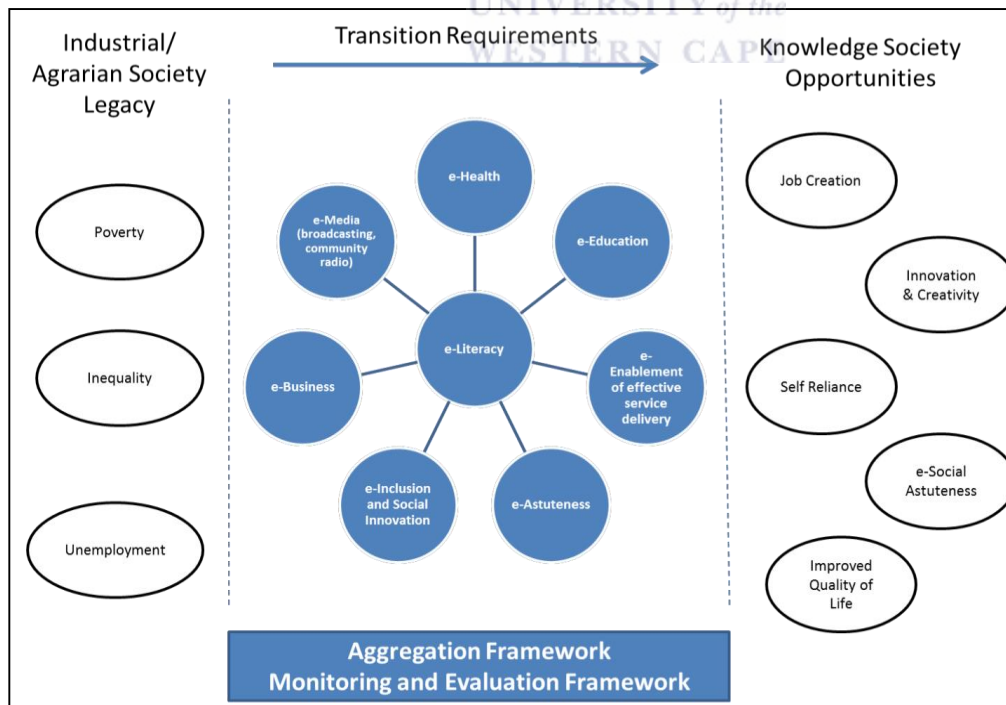 UNIVERSITY of the
WESTERN CAPE
Industrial/
Agrarian Society
Legacy
Transition Requirements
Knowledge Society
Opportunities
Poverty
Inequality
Unemployment
e-Health
e-Media
(broadcasting,
community
radio)
e-Education
e-Literacy
e-Business
e-
Enablement
of effective
service
delivery
e-Inclusion
and Social
Innovation
e-Astuteness
Job Creation
Innovation
& Creativity
Self Reliance
e-Social
Astuteness
Improved
Quality of
Life
Aggregation Framework
Monitoring and Evaluation Framework